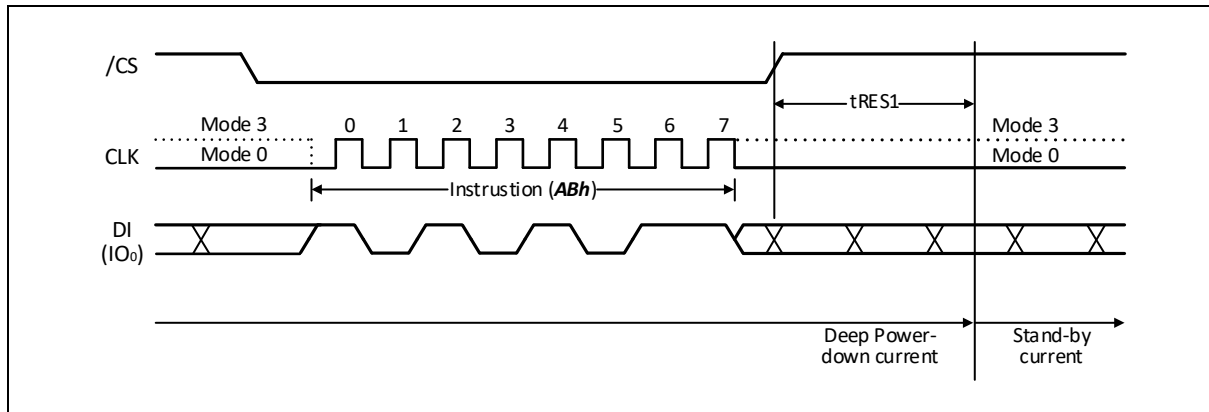 /CS
tRES1
Mode 3
0 1 2 3 4 5 6 7
Mode 3
CLK
Mode 0
Mode 0
Instrustion (ABh)
DI
(IO₀)
Deep Power-
down current
Stand-by
current